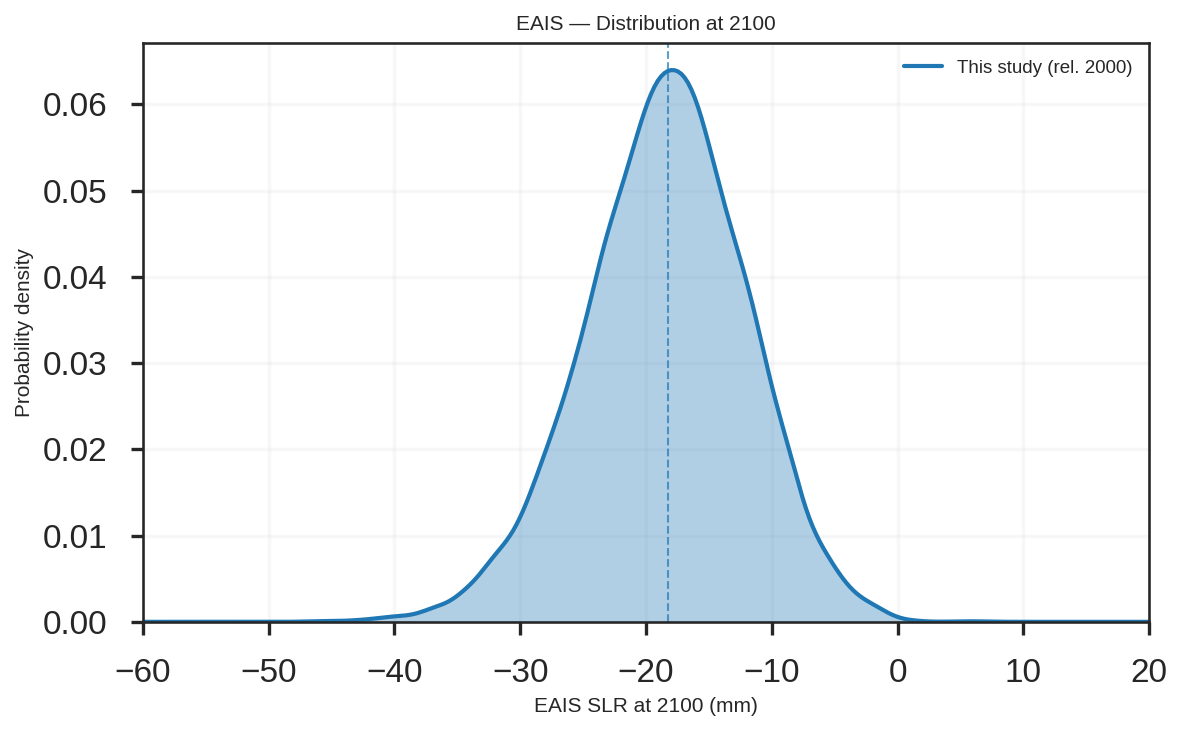 EAIS — Distribution at 2100
This study (rel. 2000)
Probability density
0.06
0.05
0.04
0.03
0.02
0.01
0.00
−60 −50 −40 −30 −20 −10 0 10 20
EAIS SLR at 2100 (mm)